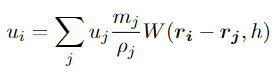 $u_i = \sum_j u_j \frac{m_j}{\rho_j} W(\boldsymbol{r_i} - \boldsymbol{r_j}, h)$